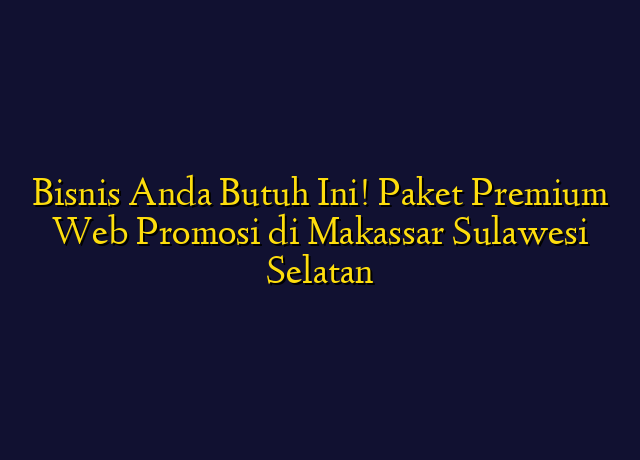 Bisnis Anda Butuh Ini! Paket Premium
Web Promosi di Makassar Sulawesi
Selatan